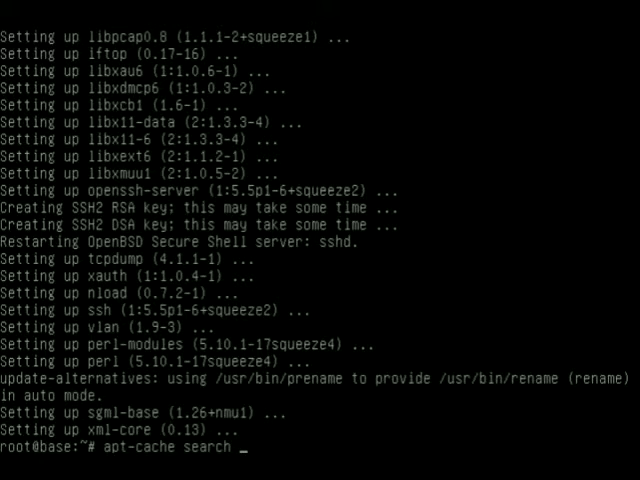 Setting up libpcap0.8 (1.1.1-2+squeeze1) ...
Setting up iftop (0.17-16) ...
Setting up libxau6 (1:1.0.6-1) ...
Setting up libxdmcp6 (1:1.0.3-2) ...
Setting up libxcb1 (1.6-1) ...
Setting up libx11-data (2:1.3.3-4) ...
Setting up libx11-6 (2:1.3.3-4) ...
Setting up libxext6 (2:1.1.2-1) ...
Setting up libxmuu1 (2:1.0.5-2) ...
Setting up openssh-server (1:5.5p1-6+squeeze2) ...
Creating SSH2 RSA key; this may take some time ...
Creating SSH2 DSA key; this may take some time ...
Restarting OpenBSD Secure Shell server: sshd.
Setting up tcpdump (4.1.1-1) ...
Setting up xauth (1:1.0.4-1) ...
Setting up nload (0.7.2-1) ...
Setting up ssh (1:5.5p1-6+squeeze2) ...
Setting up vlan (1.9-3) ...
Setting up perl-modules (5.10.1-17squeeze4) ...
Setting up perl (5.10.1-17squeeze4) ...
update-alternatives: using /usr/bin/prename to provide /usr/bin/rename (rename)
in auto mode.
Setting up sgml-base (1.26+nmu1) ...
Setting up xml-core (0.13) ...
root@base:~# apt-cache search _